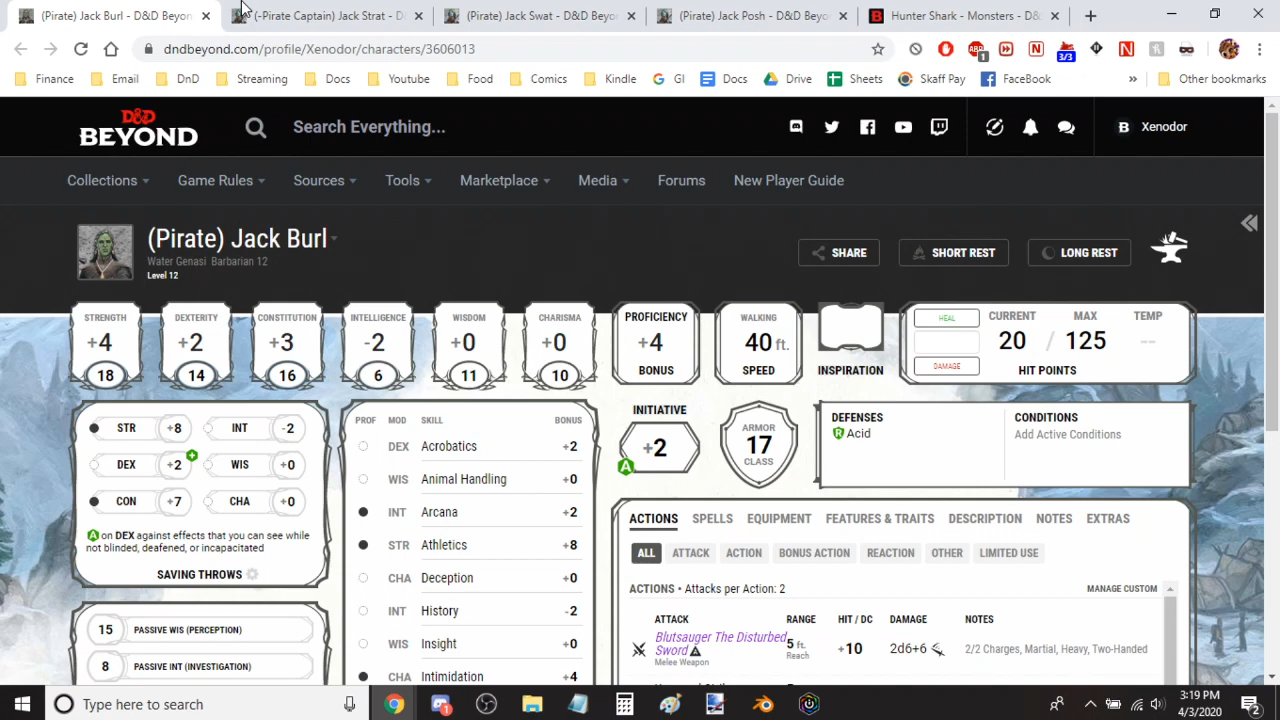 (Pirate) Jack Burl - D&D Beyon
(-Pirate Captain) Jack Strat - D
(Pirate) Jack Swat - D&D Beyo
(Pirate) Jack Posh - D&D Beyon
Hunter Shark - Monsters - D&D
dndbeyond.com/profile/Xenodor/characters/3606013
Finance
Email
DnD
Streaming
Docs
Youtube
Food
Comics
Kindle
GI
Docs
Drive
Sheets
Skaff Pay
FaceBook
Other bookmarks
D&D BEYOND
Search Everything...
Xenodor
Collections
Game Rules
Sources
Tools
Marketplace
Media
Forums
New Player Guide
(Pirate) Jack Burl
Water Genasi Barbarian 12
Level 12
SHARE
SHORT REST
LONG REST
STRENGTH
+4
18
DEXTERITY
+2
14
CONSTITUTION
+3
16
INTELLIGENCE
-2
6
WISDOM
+0
11
CHARISMA
+0
10
PROFICIENCY
+4
BONUS
WALKING
40 ft.
SPEED
INSPIRATION
HEAL
DAMAGE
CURRENT
20
/
MAX
125
TEMP
--
HIT POINTS
STR +8
INT -2
DEX +2
WIS +0
CON +7
CHA +0
A on DEX against effects that you can see while
not blinded, deafened, or incapacitated
SAVING THROWS
15 PASSIVE WIS (PERCEPTION)
8 PASSIVE INT (INVESTIGATION)
PROF MOD SKILL BONUS
DEX Acrobatics +2
WIS Animal Handling +0
INT Arcana +2
STR Athletics +8
CHA Deception +0
INT History -2
WIS Insight +0
CHA Intimidation +4
INITIATIVE
+2
A
ARMOR
17
CLASS
DEFENSES
R Acid
CONDITIONS
Add Active Conditions
ACTIONS SPELLS EQUIPMENT FEATURES & TRAITS DESCRIPTION NOTES EXTRAS
ALL ATTACK ACTION BONUS ACTION REACTION OTHER LIMITED USE
ACTIONS • Attacks per Action: 2
MANAGE CUSTOM
ATTACK RANGE HIT / DC DAMAGE NOTES
Blutsauger The Disturbed
Sword
Melee Weapon
5 ft.
Reach
+10
2d6+6
2/2 Charges, Martial, Heavy, Two-Handed
Type here to search
3:19 PM
4/3/2020
2